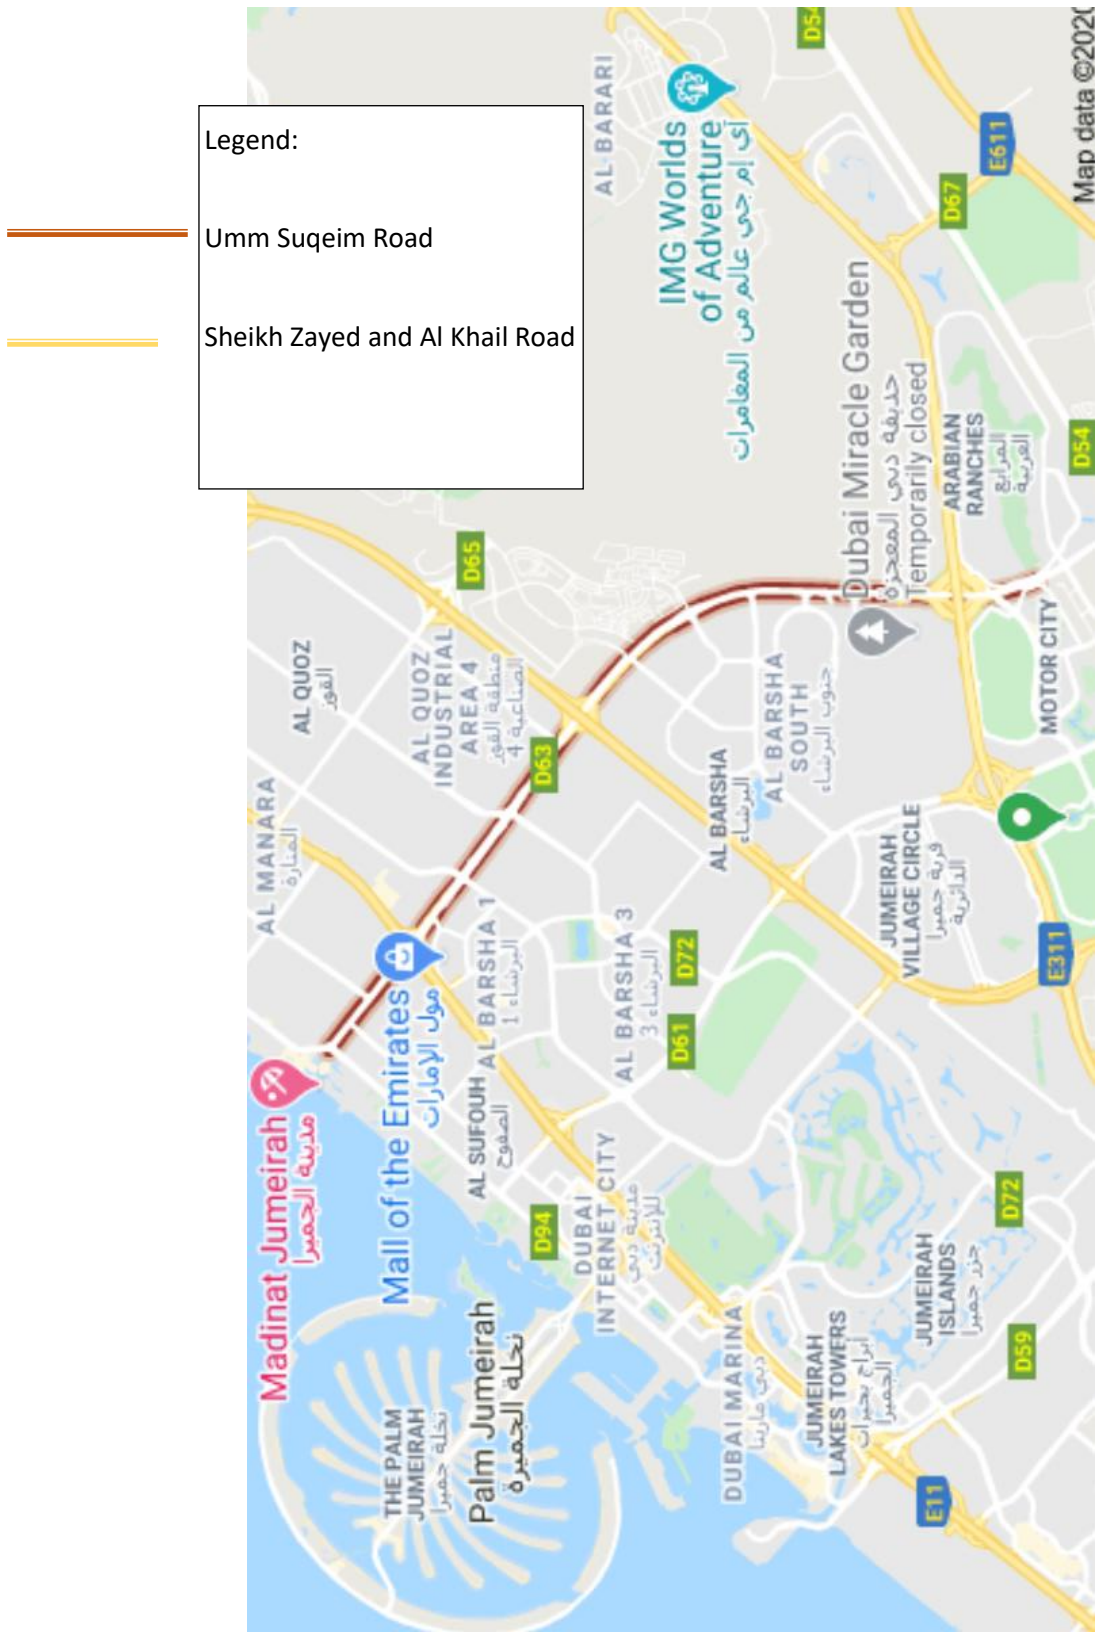 Legend:
Umm Suqeim Road
Sheikh Zayed and Al Khail Road
Madinat Jumeirah
مدينة الجميرا
THE PALM
JUMEIRAH
نخلة جميرا
Palm Jumeirah
نخلة الجميرة
Mall of the Emirates
مول الإمارات
AL MANARA
المنارة
AL QUOZ
القوز
AL QUOZ
INDUSTRIAL
AREA 4
منطقة القوز
الصناعية 4
D65
D63
AL SUFOUH
الصفوح
AL BARSHA 1
البرشاء 1
D94
DUBAI
INTERNET CITY
مدينة دبي
للإنترنت
AL BARSHA 3
البرشاء 3
D61
D72
AL BARSHA
البرشاء
AL BARSHA
SOUTH
جنوب البرشاء
DUBAI MARINA
دبي مارينا
JUMEIRAH
LAKES TOWERS
أبراج بحيرات
الجميرا
JUMEIRAH
ISLANDS
جزر جميرا
D72
D59
E11
JUMEIRAH
VILLAGE CIRCLE
قرية جميرا
الدائرية
E311
MOTOR CITY
Dubai Miracle Garden
حديقة دبي المعجزة
Temporarily closed
ARABIAN
RANCHES
المرابع
العربية
D54
AL BARARI
IMG Worlds
of Adventure
آي إم جي عالم من المغامرات
D54
D67
E611
Map data ©2020